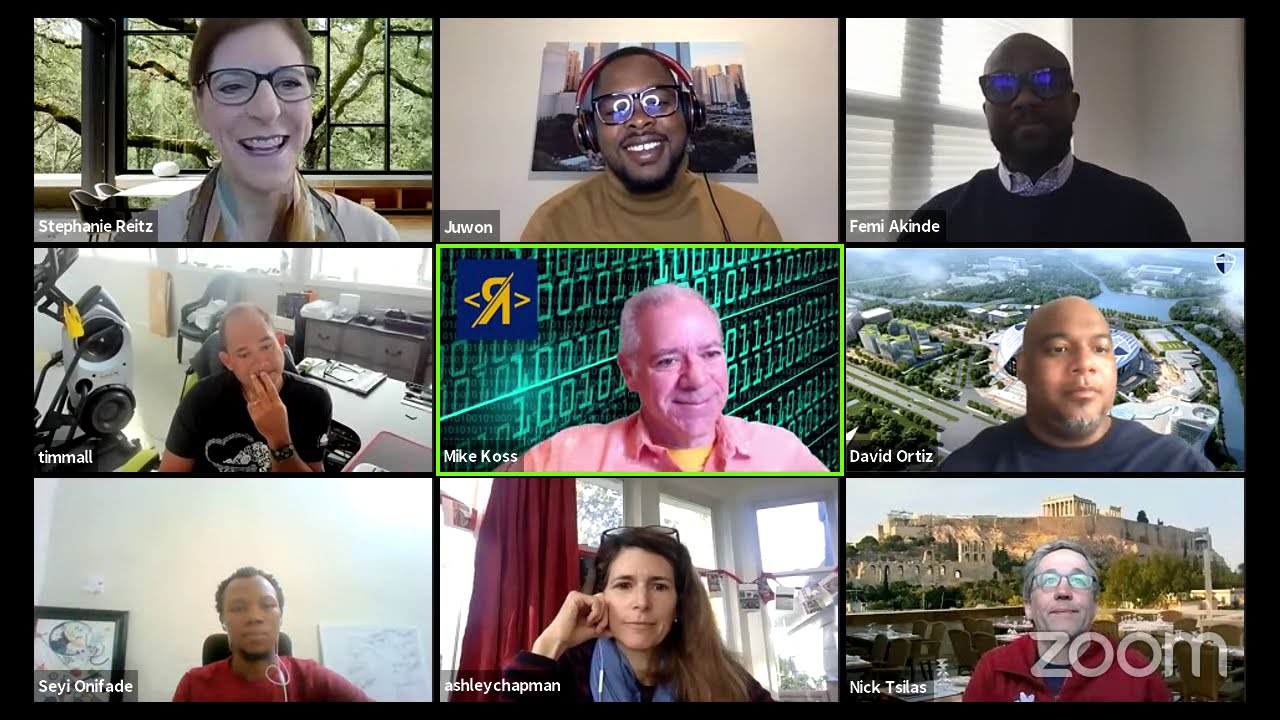 Stephanie Reitz
Juwon
Femi Akinde
timmall
<R>
Mike Koss
David Ortiz
Seyi Onifade
ashleychapman
Nick Tsilas
zoom